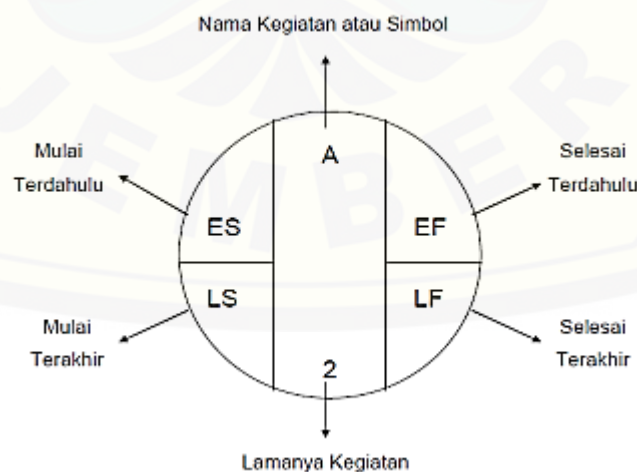 Nama Kegiatan atau Simbol
Mulai
Terdahulu
A
Selesai
Terdahulu
ES
EF
LS
LF
Mulai
Terakhir
2
Selesai
Terakhir
Lamanya Kegiatan
JEMBER